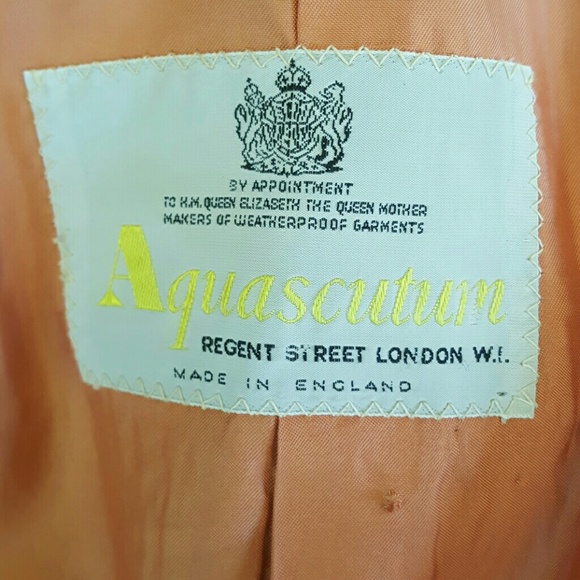 BY APPOINTMENT
TO H.M. QUEEN ELIZABETH THE QUEEN MOTHER
MAKERS OF WEATHERPROOF GARMENTS
Aquascutum
REGENT STREET LONDON W.I.
MADE IN ENGLAND